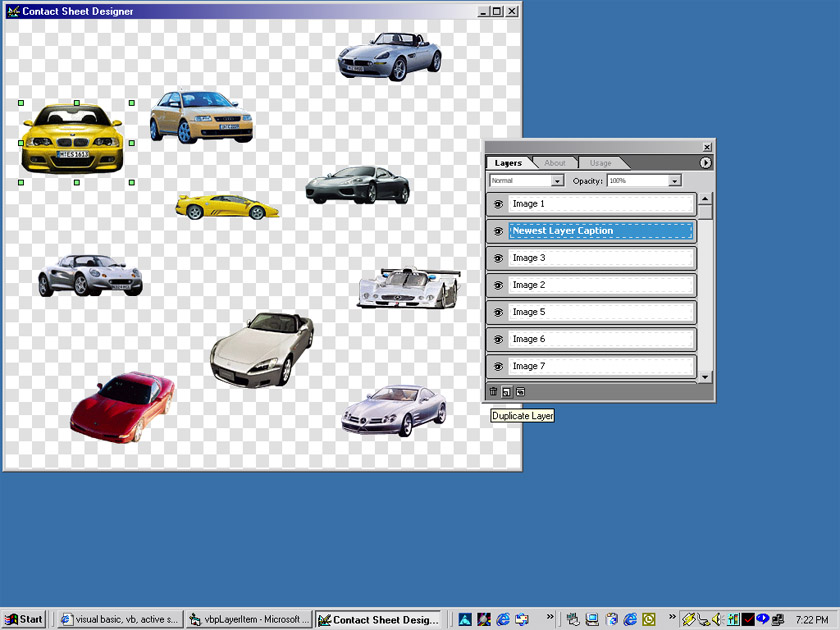 Contact Sheet Designer
Layers About Usage
Normal Opacity: 100%
Image 1
Newest Layer Caption
Image 3
Image 2
Image 5
Image 6
Image 7
Duplicate Layer
Start visual basic, vb, active s... vbpLayerItem - Microsoft ... Contact Sheet Desig... 7:22 PM